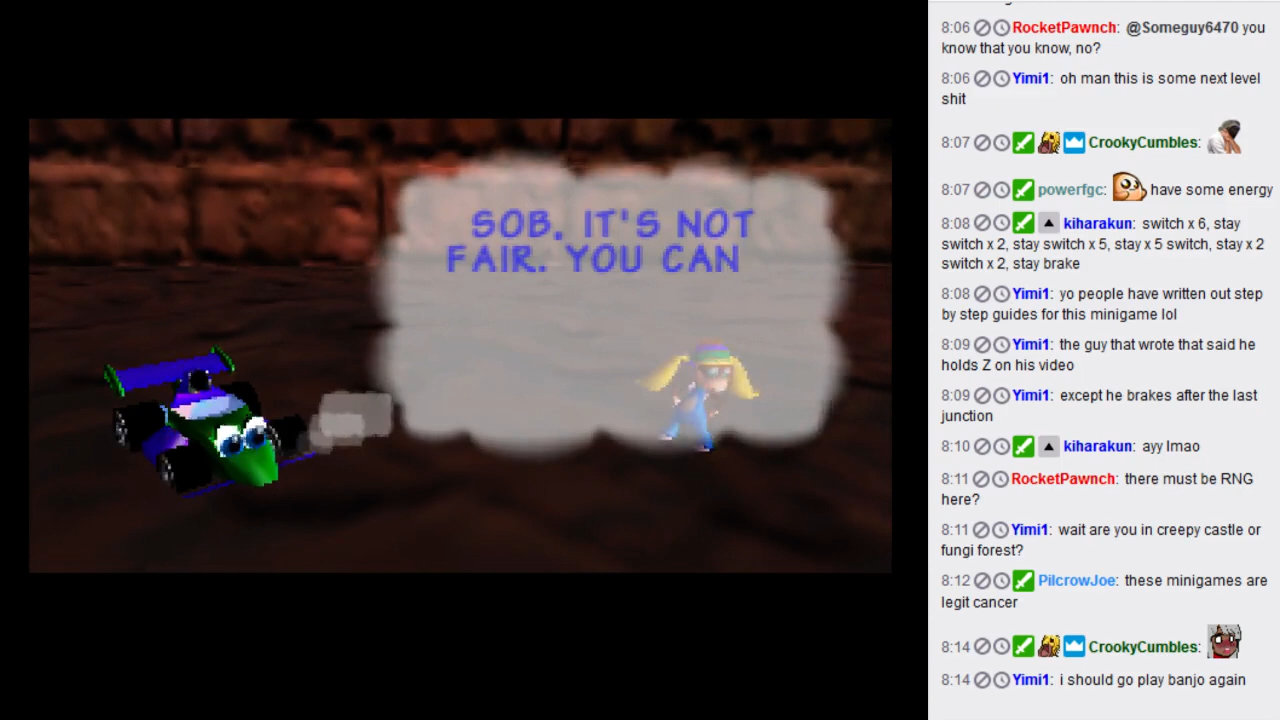 SOB. IT'S NOT
FAIR. YOU CAN
8:06 RocketPawnch: @Someguy6470 you
know that you know, no?
8:06 Yimi1: oh man this is some next level
shit
8:07 CrookyCumbles:
8:07 powerfgc: have some energy
8:08 kiharakun: switch x 6, stay
switch x 2, stay switch x 5, stay x 5 switch, stay x 2
switch x 2, stay brake
8:08 Yimi1: yo people have written out step
by step guides for this minigame lol
8:09 Yimi1: the guy that wrote that said he
holds Z on his video
8:09 Yimi1: except he brakes after the last
junction
8:10 kiharakun: ayy lmao
8:11 RocketPawnch: there must be RNG
here?
8:11 Yimi1: wait are you in creepy castle or
fungi forest?
8:12 PilcrowJoe: these minigames are
legit cancer
8:14 CrookyCumbles:
8:14 Yimi1: i should go play banjo again